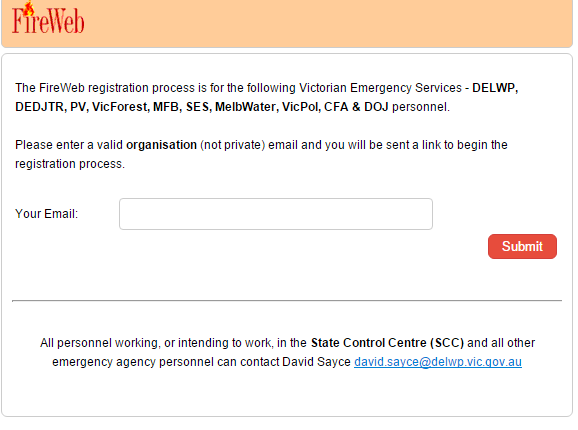 FireWeb
The FireWeb registration process is for the following Victorian Emergency Services - DELWP,
DEDJTR, PV, VicForest, MFB, SES, MelbWater, VicPol, CFA & DOJ personnel.
Please enter a valid organisation (not private) email and you will be sent a link to begin the
registration process.
Your Email:
Submit
All personnel working, or intending to work, in the State Control Centre (SCC) and all other
emergency agency personnel can contact David Sayce david.sayce@delwp.vic.gov.au